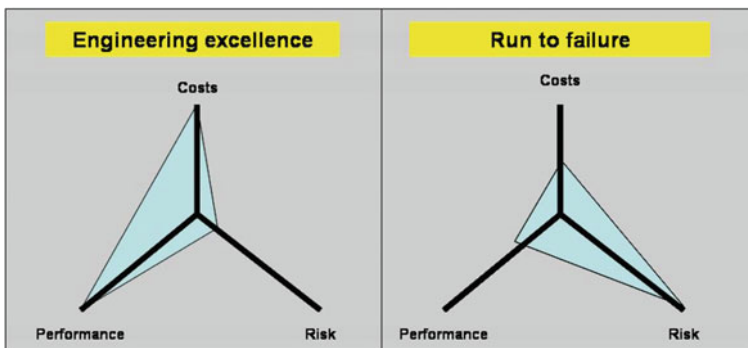 Engineering excellence
Costs
Performance
Risk
Run to failure
Costs
Performance
Risk